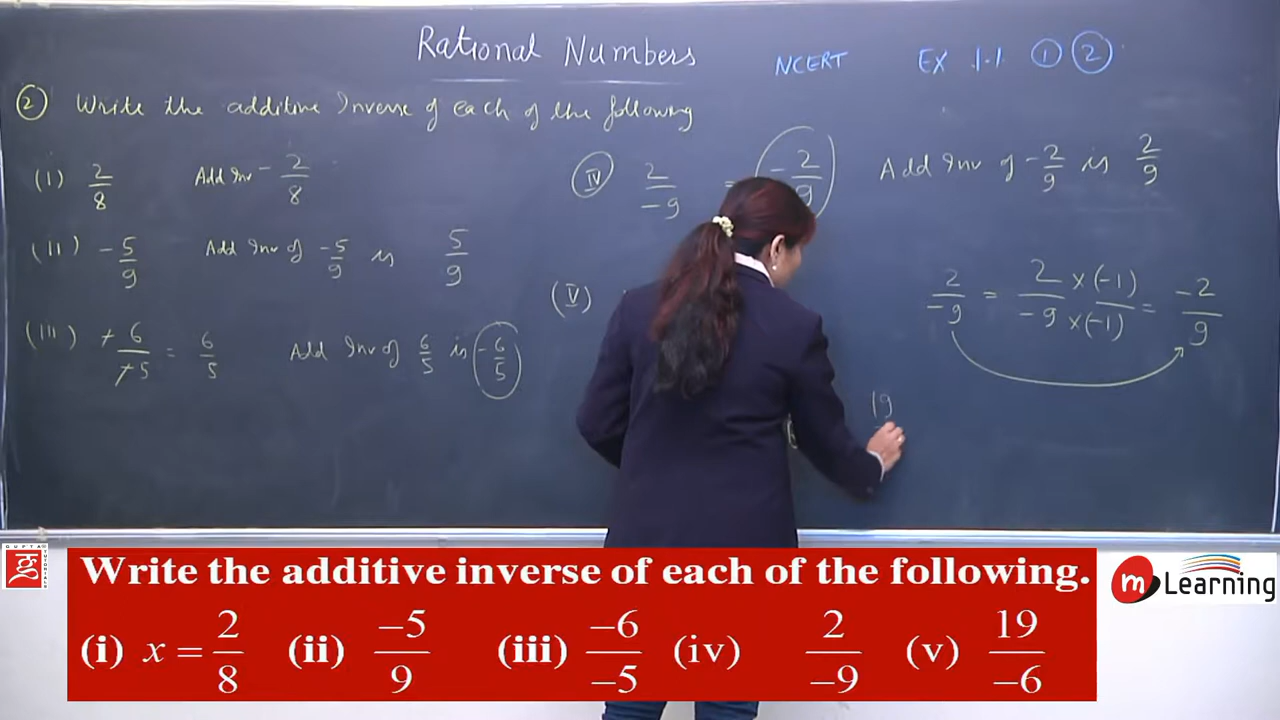 Rational Numbers
NCERT EX 1.1 ① ②
② Write the additive Inverse of each of the following
(i) 2/8 Add Inv -2/8
(ii) -5/9 Add Inv of -5/9 is 5/9
(iii) -6/-5 = 6/5 Add Inv of 6/5 is -6/5
(iv) 2/-9 = -2/9 Add Inv of -2/9 is 2/9
2/-9 = 2/-9 × (-1)/× (-1) = -2/9
(v)
19
GUPTA TUTORIALS
ग
Write the additive inverse of each of the following.
(i) x = 2/8 (ii) -5/9 (iii) -6/-5 (iv) 2/-9 (v) 19/-6
m Learning